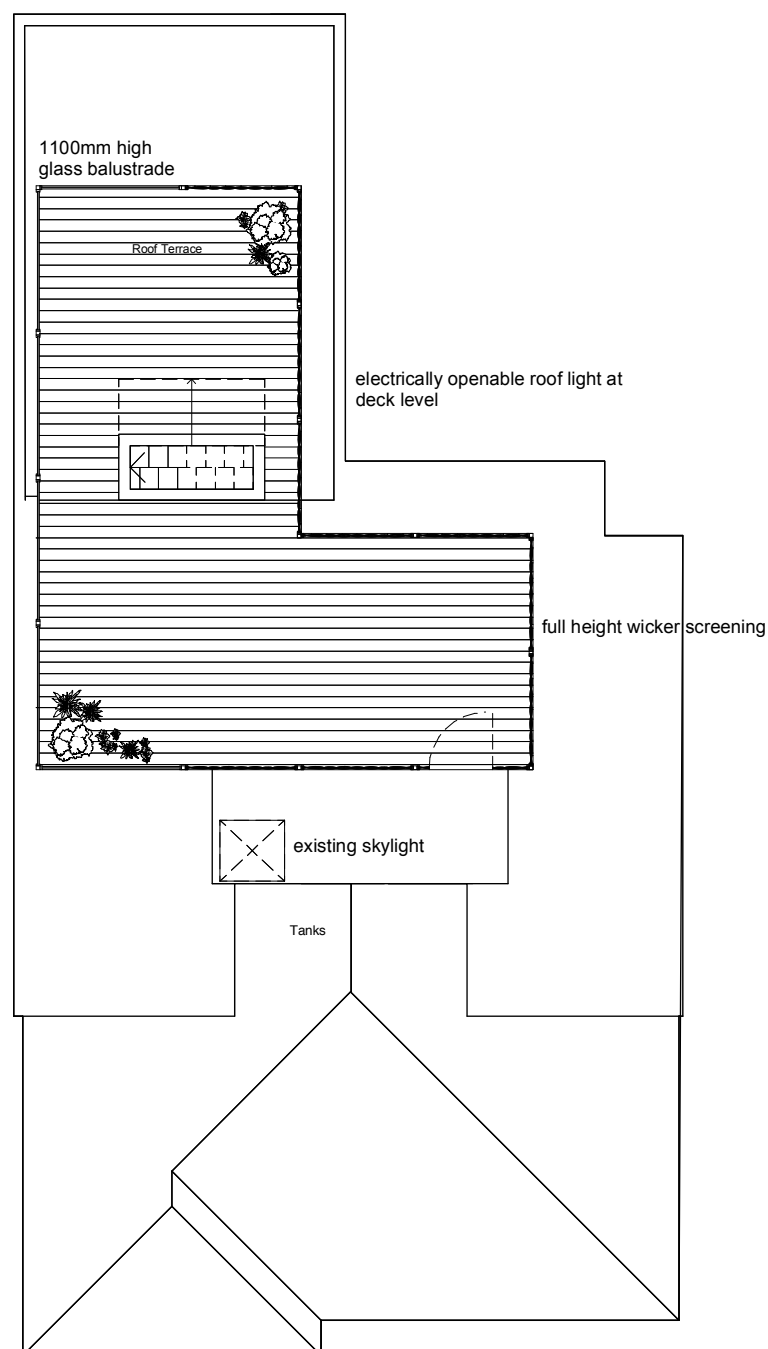 1100mm high
glass balustrade
Roof Terrace
electrically openable roof light at
deck level
full height wicker screening
existing skylight
Tanks